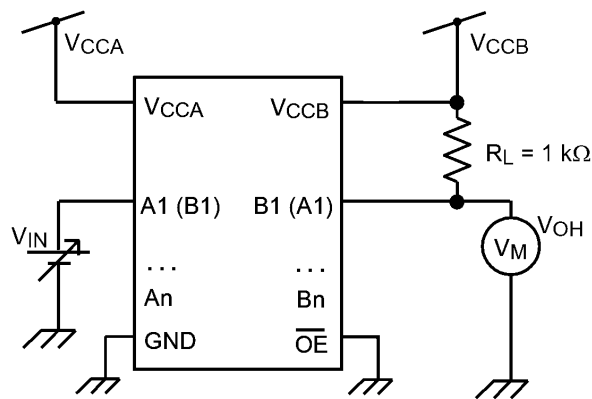 VCCA
VCCB
VCCA VCCB
RL = 1 kΩ
A1 (B1) B1 (A1)
VIN
VOH
VM
... ...
An Bn
GND OE